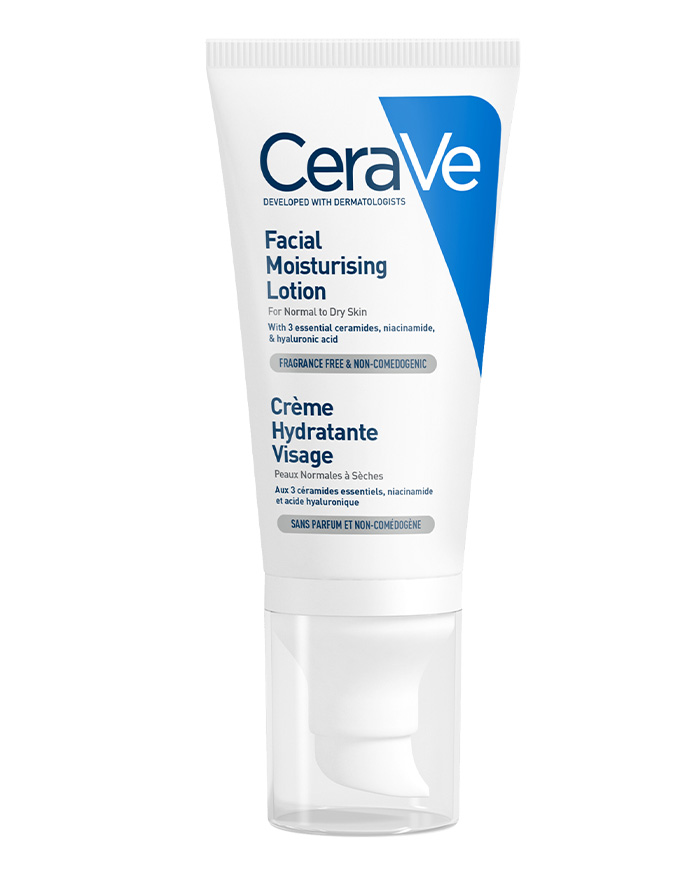 CeraVe
DEVELOPED WITH DERMATOLOGISTS
Facial
Moisturising
Lotion
For Normal to Dry Skin
With 3 essential ceramides, niacinamide,
& hyaluronic acid
FRAGRANCE FREE & NON-COMEDOGENIC
Crème
Hydratante
Visage
Peaux Normales à Sèches
Aux 3 céramides essentiels, niacinamide
et acide hyaluronique
SANS PARFUM ET NON-COMÉDOGÈNE